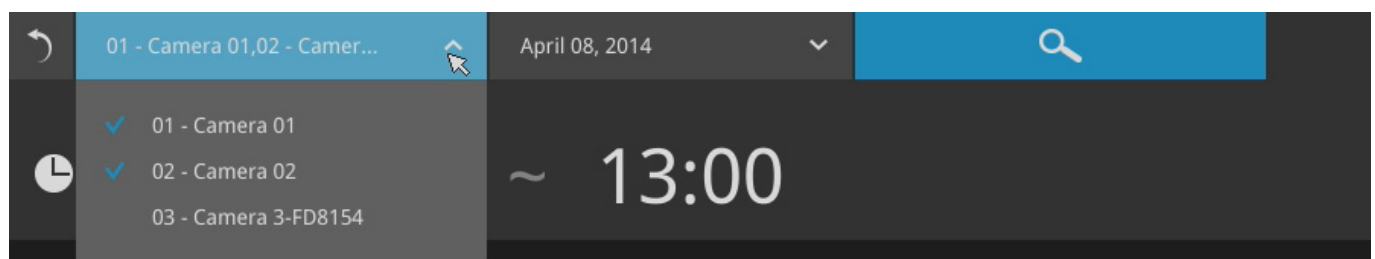 01 - Camera 01,02 - Camer...
April 08, 2014
01 - Camera 01
02 - Camera 02
03 - Camera 3-FD8154
~ 13:00